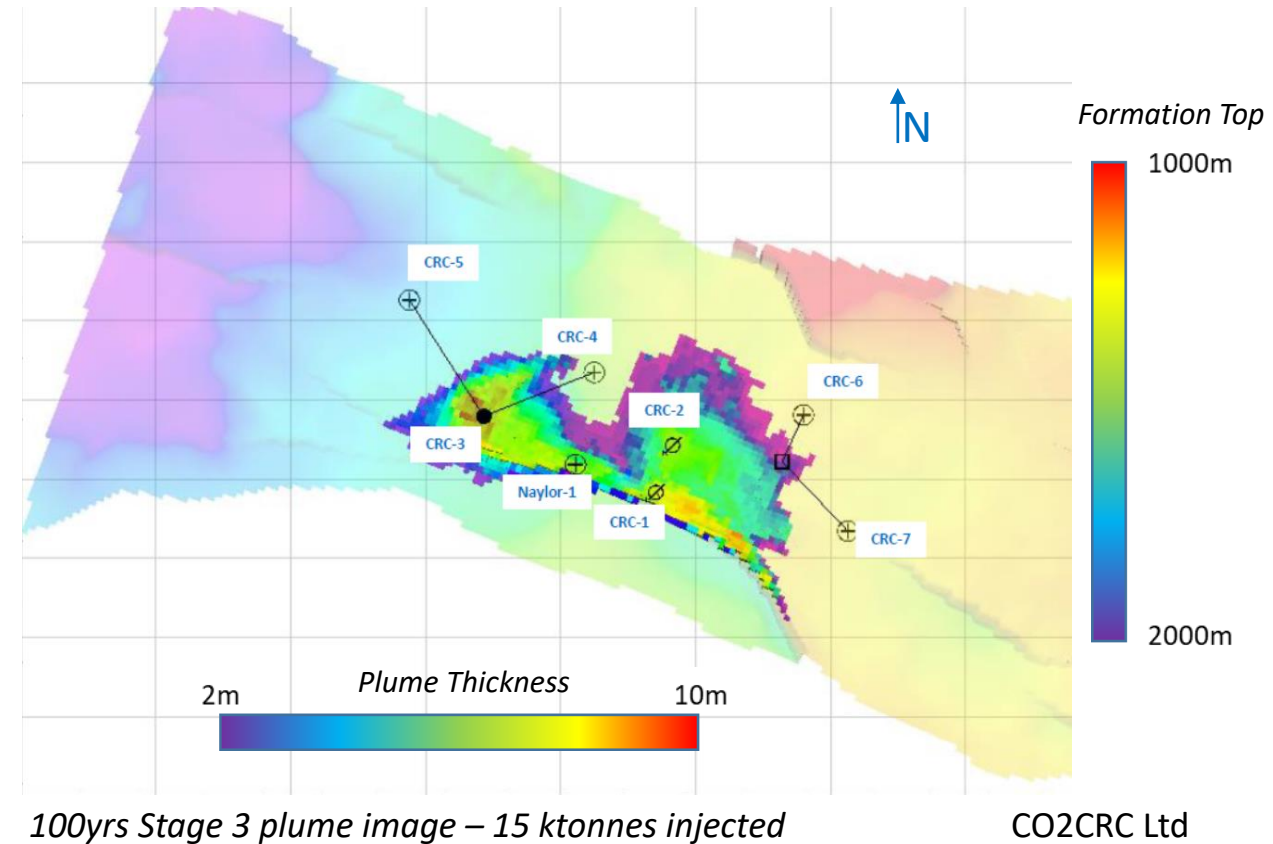 N
Formation Top
1000m
CRC-5
CRC-4
CRC-6
CRC-2
CRC-3
Naylor-1
CRC-1
CRC-7
2000m
Plume Thickness
2m
10m
100yrs Stage 3 plume image – 15 ktonnes injected
CO2CRC Ltd